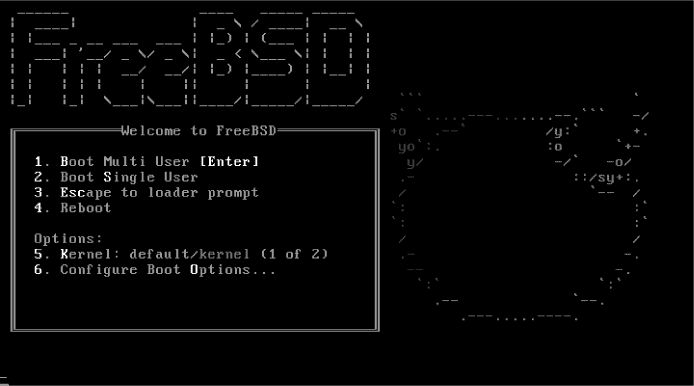 FreeBSD
Welcome to FreeBSD
1. Boot Multi User [Enter]
2. Boot Single User
3. Escape to loader prompt
4. Reboot
Options:
5. Kernel: default/kernel (1 of 2)
6. Configure Boot Options...